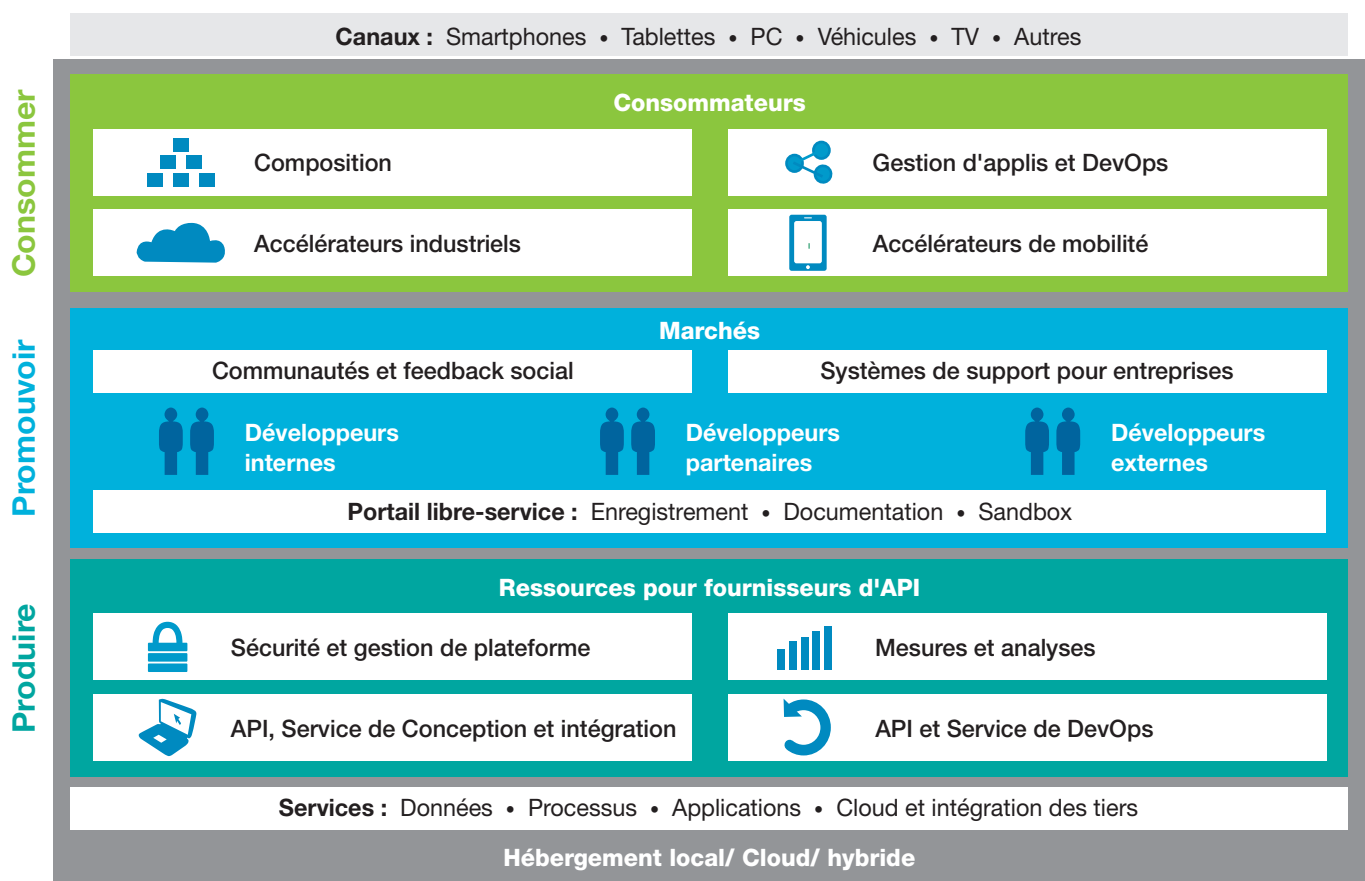 Canaux : Smartphones • Tablettes • PC • Véhicules • TV • Autres
Consommer
Consommateurs
Composition
Gestion d'applis et DevOps
Accélérateurs industriels
Accélérateurs de mobilité
Promouvoir
Marchés
Communautés et feedback social
Systèmes de support pour entreprises
Développeurs
internes
Développeurs
partenaires
Développeurs
externes
Portail libre-service : Enregistrement • Documentation • Sandbox
Produire
Ressources pour fournisseurs d'API
Sécurité et gestion de plateforme
Mesures et analyses
API, Service de Conception et intégration
API et Service de DevOps
Services : Données • Processus • Applications • Cloud et intégration des tiers
Hébergement local/ Cloud/ hybride